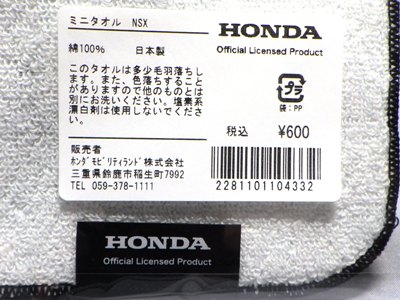 ミニタオル NSX
HONDA
Official Licensed Product
綿100% 日本製
このタオルは多少毛羽落ちし
ます。また、色落ちすること
がありますので他のものとは
別にお洗いください。塩素系
漂白剤は使用しないでくださ
い。
プラ
袋：PP
税込 ¥600
販売者
ホンダモビリティランド株式会社
三重県鈴鹿市稲生町7992
TEL 059-378-1111
2281101104332
HONDA
Official Licensed Product